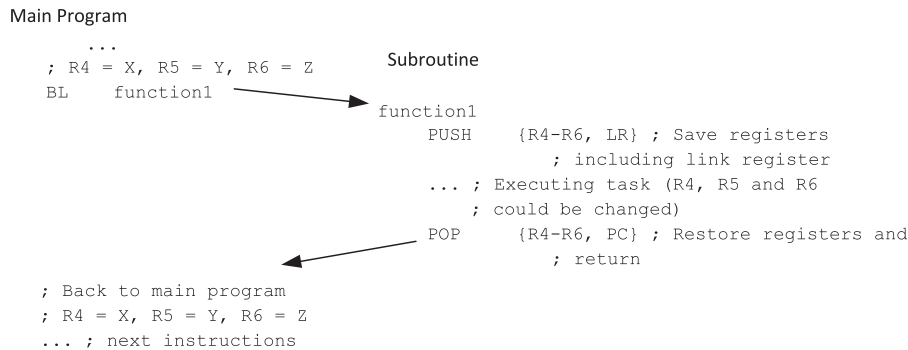 Main Program
...
; R4 = X, R5 = Y, R6 = Z
BL function1
Subroutine
function1
PUSH {R4-R6, LR} ; Save registers
; including link register
... ; Executing task (R4, R5 and R6
; could be changed)
POP {R4-R6, PC} ; Restore registers and
; return
; Back to main program
; R4 = X, R5 = Y, R6 = Z
... ; next instructions